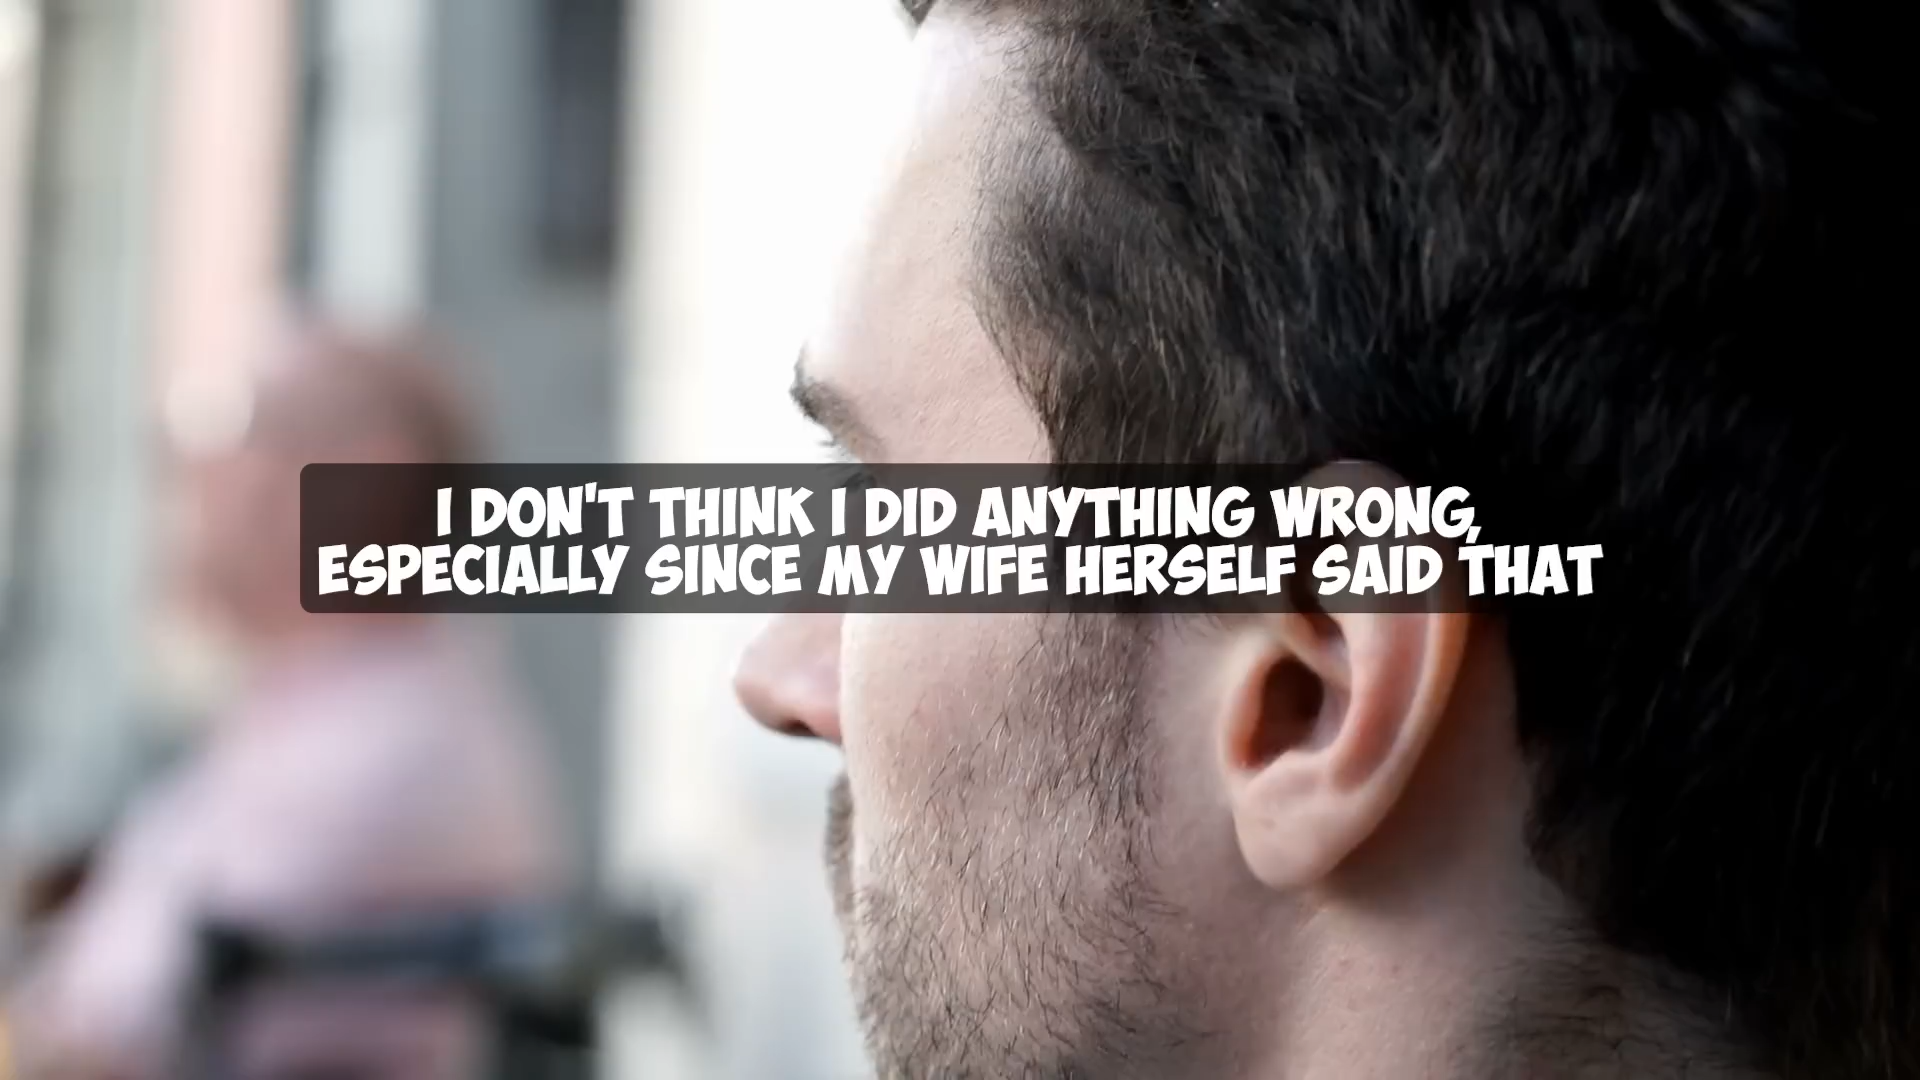 I DON'T THINK I DID ANYTHING WRONG,
ESPECIALLY SINCE MY WIFE HERSELF SAID THAT